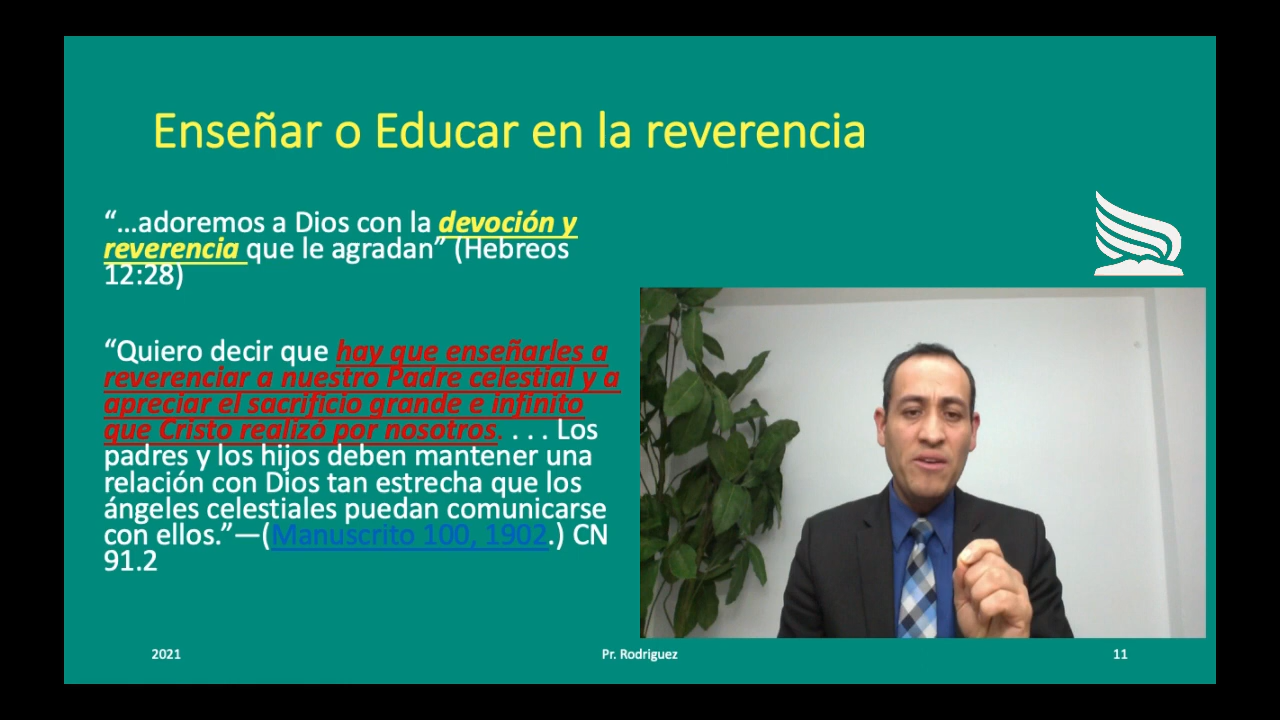 Enseñar o Educar en la reverencia
“…adoremos a Dios con la devoción y
reverencia que le agradan” (Hebreos
12:28)
“Quiero decir que hay que enseñarles a
reverenciar a nuestro Padre celestial y a
apreciar el sacrificio grande e infinito
que Cristo realizó por nosotros. . . . Los
padres y los hijos deben mantener una
relación con Dios tan estrecha que los
ángeles celestiales puedan comunicarse
con ellos.”—(Manuscrito 100, 1902.) CN
91.2
2021
Pr. Rodriguez
11